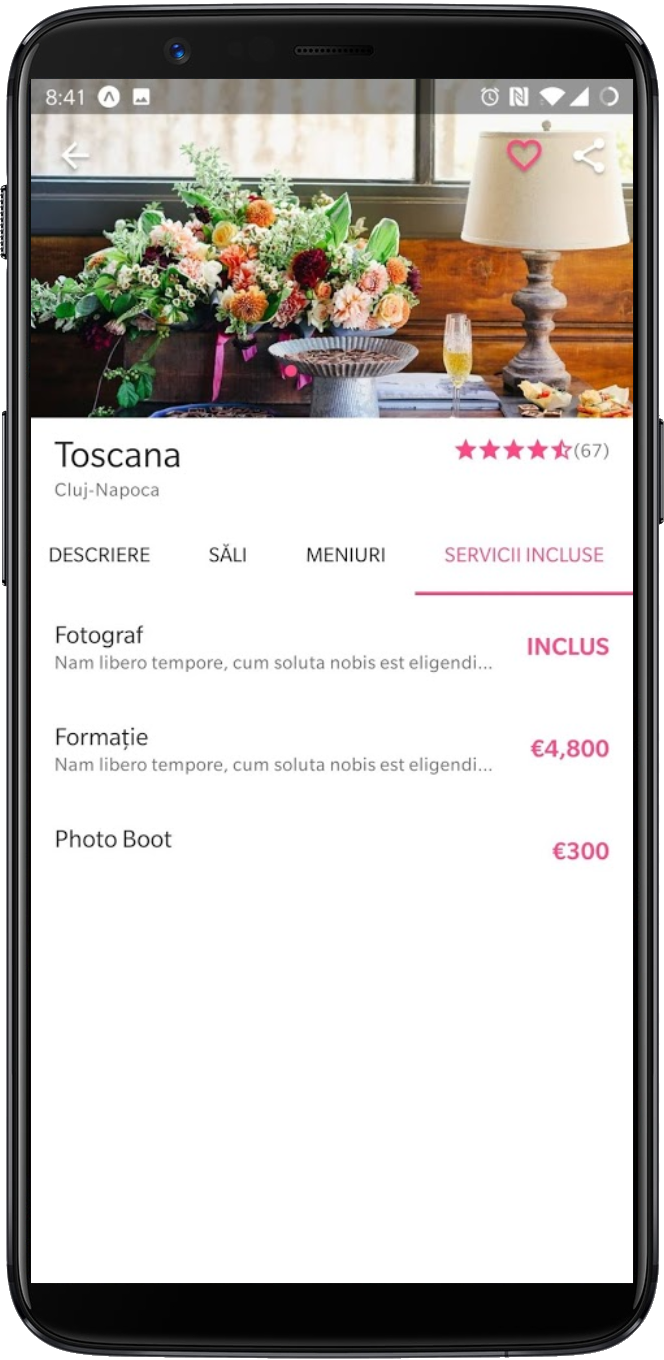 8:41
Toscana
(67)
Cluj-Napoca
DESCRIERE SĂLI MENIURI SERVICII INCLUSE
Fotograf
INCLUS
Nam libero tempore, cum soluta nobis est eligendi...
Formație
€4,800
Nam libero tempore, cum soluta nobis est eligendi...
Photo Boot
€300